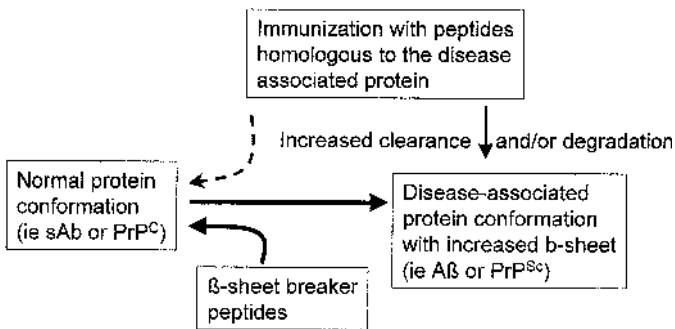 Immunization with peptides
homologous to the disease
associated protein
Increased clearance and/or degradation
Normal protein
conformation
(ie sAb or PrPᶜ)
Disease-associated
protein conformation
with increased b-sheet
(ie Aß or PrPˢᶜ)
ß-sheet breaker
peptides